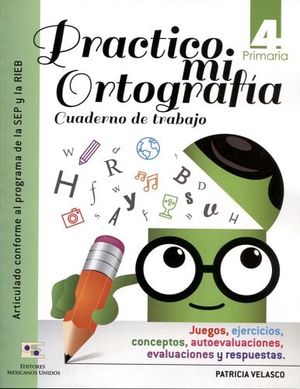 Practico
mi
Ortografía
Cuaderno de trabajo
4
Primaria
Articulado conforme al programa de la SEP y la RIEB
Juegos, ejercicios,
conceptos, autoevaluaciones,
evaluaciones y respuestas.
EDITORES
MEXICANOS UNIDOS
PATRICIA VELASCO